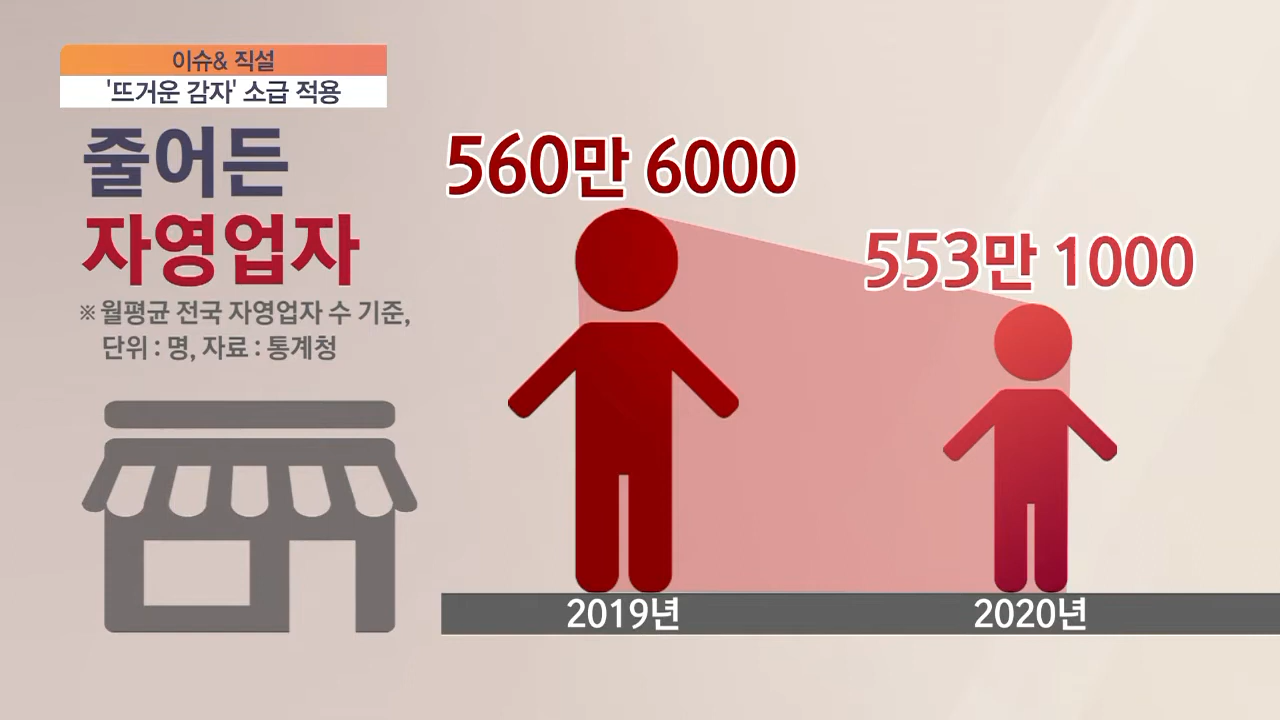 이슈& 직설
'뜨거운 감자' 소급 적용
줄어든
자영업자
※ 월평균 전국 자영업자 수 기준,
단위 : 명, 자료 : 통계청
560만 6000
553만 1000
2019년
2020년